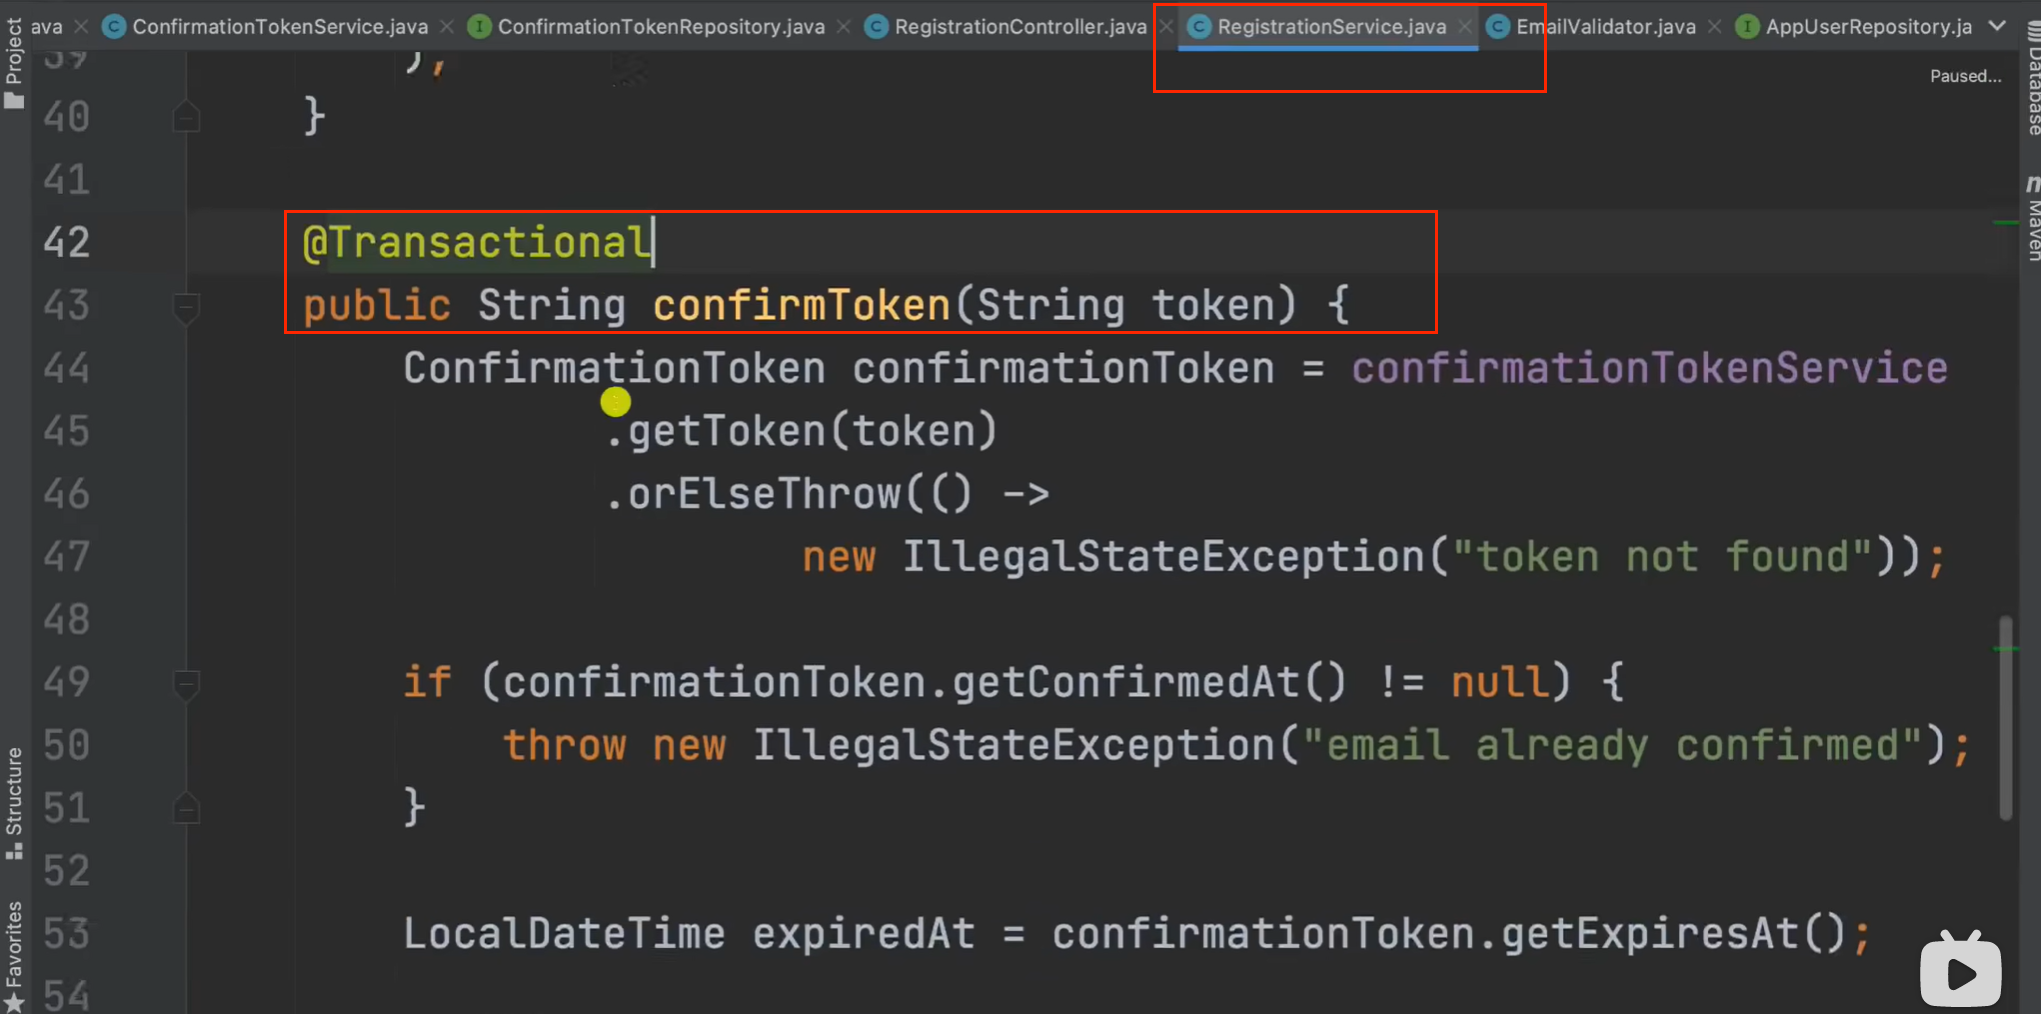 ava ConfirmationTokenService.java ConfirmationTokenRepository.java RegistrationController.java RegistrationService.java EmailValidator.java AppUserRepository.ja
Project
Structure
Favorites
Database
Maven
Paused...
39 );
40 }
41
42 @Transactional
43 public String confirmToken(String token) {
44 ConfirmationToken confirmationToken = confirmationTokenService
45 .getToken(token)
46 .orElseThrow(() ->
47 new IllegalStateException("token not found"));
48
49 if (confirmationToken.getConfirmedAt() != null) {
50 throw new IllegalStateException("email already confirmed");
51 }
52
53 LocalDateTime expiredAt = confirmationToken.getExpiresAt();
54